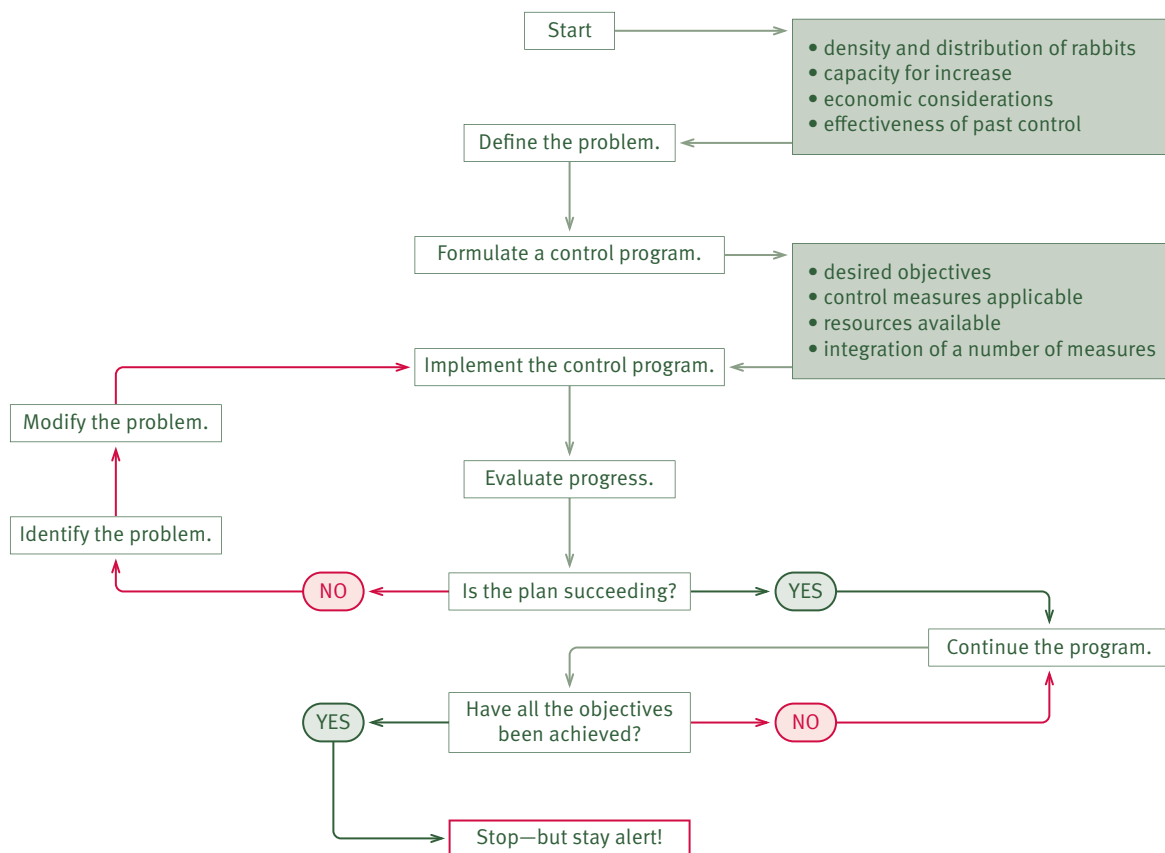 Start
• density and distribution of rabbits
• capacity for increase
• economic considerations
• effectiveness of past control
Define the problem.
Formulate a control program.
• desired objectives
• control measures applicable
• resources available
• integration of a number of measures
Implement the control program.
Modify the problem.
Evaluate progress.
Identify the problem.
NO
Is the plan succeeding?
YES
Continue the program.
YES
Have all the objectives
been achieved?
NO
Stop—but stay alert!